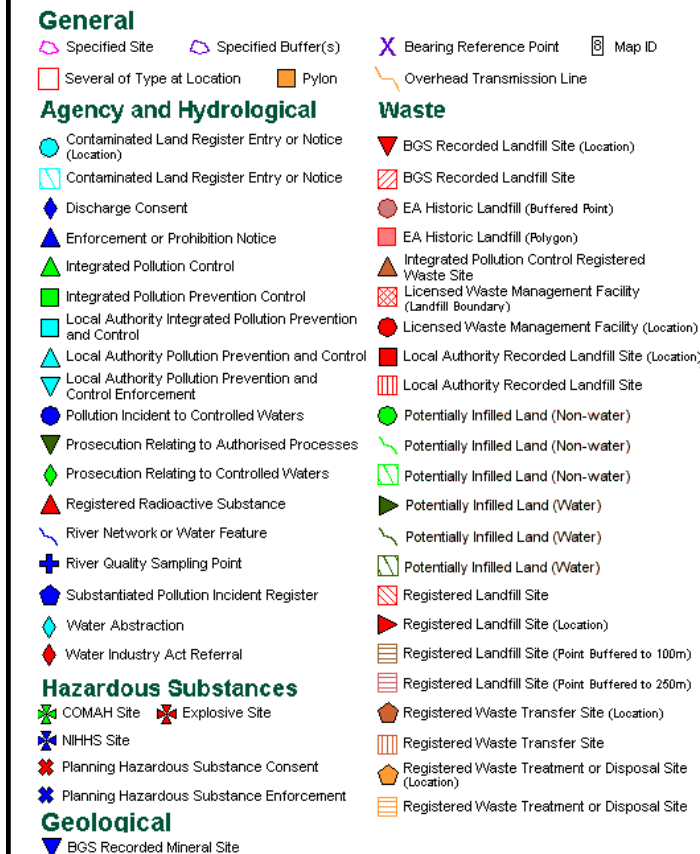 General
Specified Site
Specified Buffer(s)
Bearing Reference Point
8
Map ID
Several of Type at Location
Pylon
Overhead Transmission Line
Agency and Hydrological
Contaminated Land Register Entry or Notice
(Location)
Contaminated Land Register Entry or Notice
Discharge Consent
Enforcement or Prohibition Notice
Integrated Pollution Control
Integrated Pollution Prevention Control
Local Authority Integrated Pollution Prevention
and Control
Local Authority Pollution Prevention and Control
Local Authority Pollution Prevention and
Control Enforcement
Pollution Incident to Controlled Waters
Prosecution Relating to Authorised Processes
Prosecution Relating to Controlled Waters
Registered Radioactive Substance
River Network or Water Feature
River Quality Sampling Point
Substantiated Pollution Incident Register
Water Abstraction
Water Industry Act Referral
Hazardous Substances
COMAH Site
Explosive Site
NIHHS Site
Planning Hazardous Substance Consent
Planning Hazardous Substance Enforcement
Geological
BGS Recorded Mineral Site
Waste
BGS Recorded Landfill Site (Location)
BGS Recorded Landfill Site
EA Historic Landfill (Buffered Point)
EA Historic Landfill (Polygon)
Integrated Pollution Control Registered
Waste Site
Licensed Waste Management Facility
(Landfill Boundary)
Licensed Waste Management Facility (Location)
Local Authority Recorded Landfill Site (Location)
Local Authority Recorded Landfill Site
Potentially Infilled Land (Non-water)
Potentially Infilled Land (Non-water)
Potentially Infilled Land (Non-water)
Potentially Infilled Land (Water)
Potentially Infilled Land (Water)
Potentially Infilled Land (Water)
Registered Landfill Site
Registered Landfill Site (Location)
Registered Landfill Site (Point Buffered to 100m)
Registered Landfill Site (Point Buffered to 250m)
Registered Waste Transfer Site (Location)
Registered Waste Transfer Site
Registered Waste Treatment or Disposal Site
(Location)
Registered Waste Treatment or Disposal Site